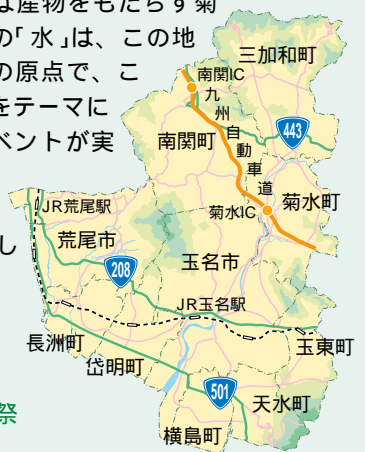 は産物をもたらす菊
の「水」は、この地
の原点で、こ
をテーマに
ベントが実
し
祭
三加和町
南関IC
九州自動車道
443
南関町
菊水町
菊水IC
JR荒尾駅
荒尾市
208
玉名市
JR玉名駅
長洲町
岱明町
玉東町
501
天水町
横島町